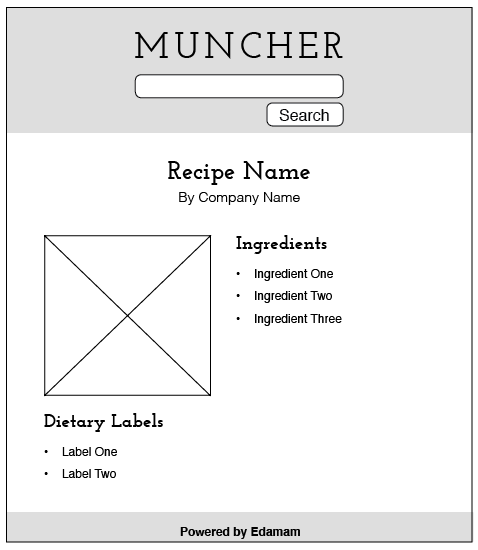 MUNCHER
Search
Recipe Name
By Company Name
Ingredients
• Ingredient One
• Ingredient Two
• Ingredient Three
Dietary Labels
• Label One
• Label Two
Powered by Edamam